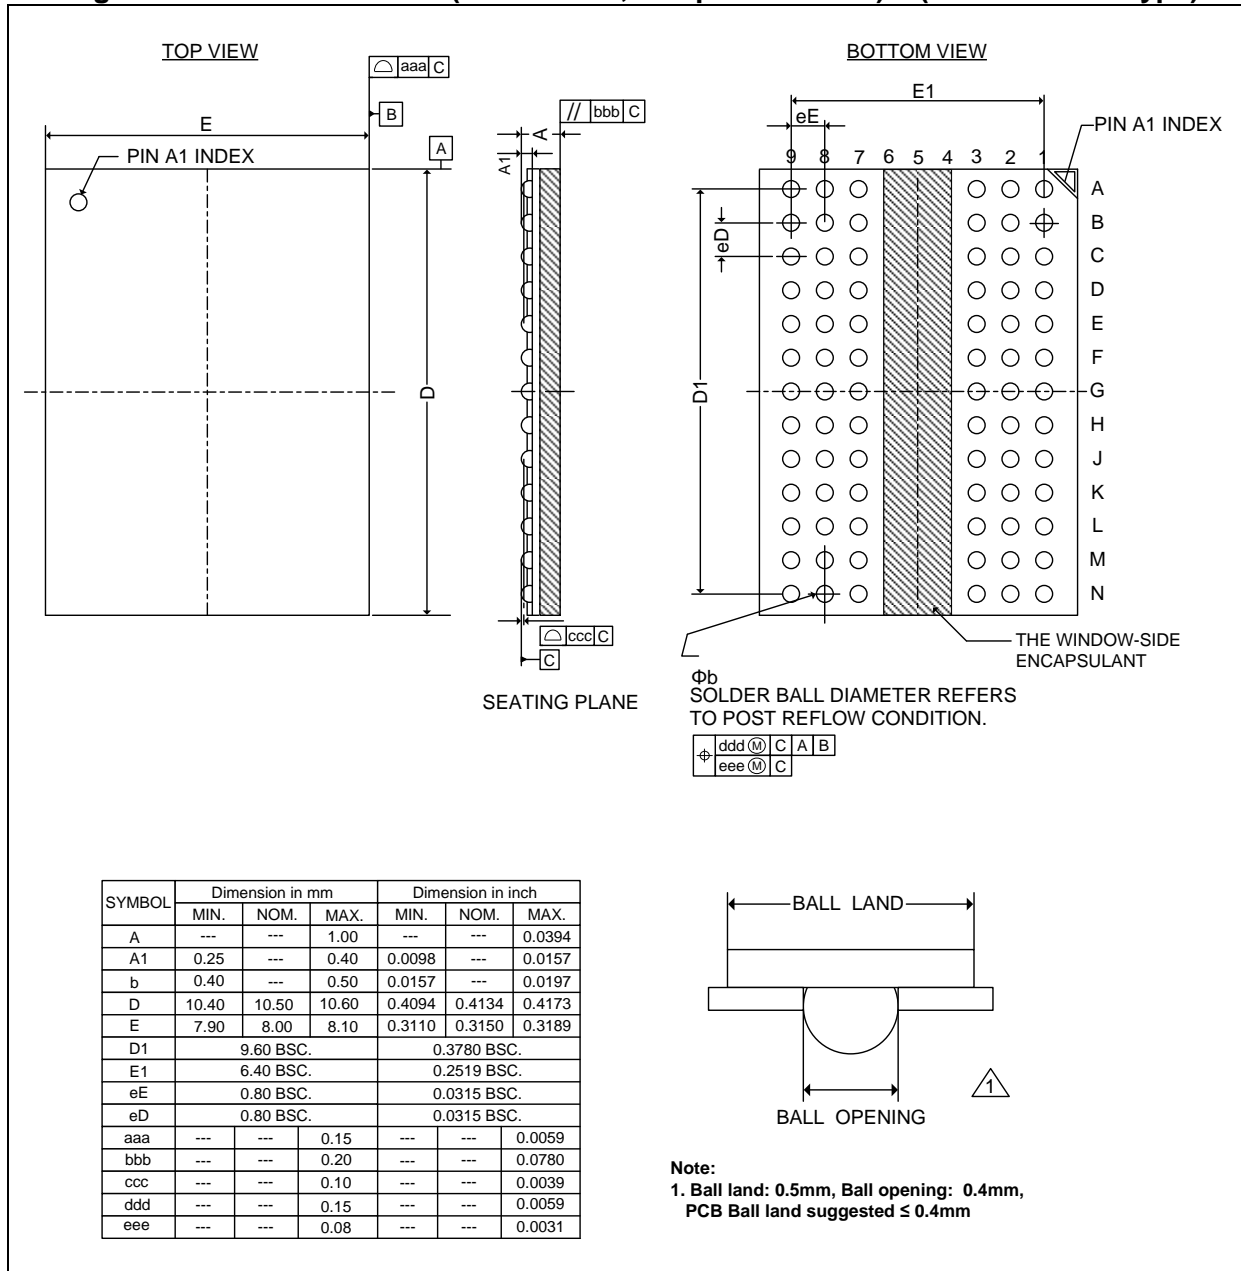 TOP VIEW
aaa C
B
E
PIN A1 INDEX
A
D
// bbb C
A
A1
ccc C
C
SEATING PLANE
BOTTOM VIEW
E1
eE
PIN A1 INDEX
9 8 7 6 5 4 3 2 1
A
B
eD
C
D
E
F
D1
G
H
J
K
L
M
N
THE WINDOW-SIDE
ENCAPSULANT
Φb
SOLDER BALL DIAMETER REFERS
TO POST REFLOW CONDITION.
⌖ ddd Ⓜ C A B
eee Ⓜ C
SYMBOL Dimension in mm Dimension in inch
MIN. NOM. MAX. MIN. NOM. MAX.
A --- --- 1.00 --- --- 0.0394
A1 0.25 --- 0.40 0.0098 --- 0.0157
b 0.40 --- 0.50 0.0157 --- 0.0197
D 10.40 10.50 10.60 0.4094 0.4134 0.4173
E 7.90 8.00 8.10 0.3110 0.3150 0.3189
D1 9.60 BSC. 0.3780 BSC.
E1 6.40 BSC. 0.2519 BSC.
eE 0.80 BSC. 0.0315 BSC.
eD 0.80 BSC. 0.0315 BSC.
aaa --- --- 0.15 --- --- 0.0059
bbb --- --- 0.20 --- --- 0.0780
ccc --- --- 0.10 --- --- 0.0039
ddd --- --- 0.15 --- --- 0.0059
eee --- --- 0.08 --- --- 0.0031
BALL LAND
1
BALL OPENING
Note:
1. Ball land: 0.5mm, Ball opening: 0.4mm,
PCB Ball land suggested ≤ 0.4mm